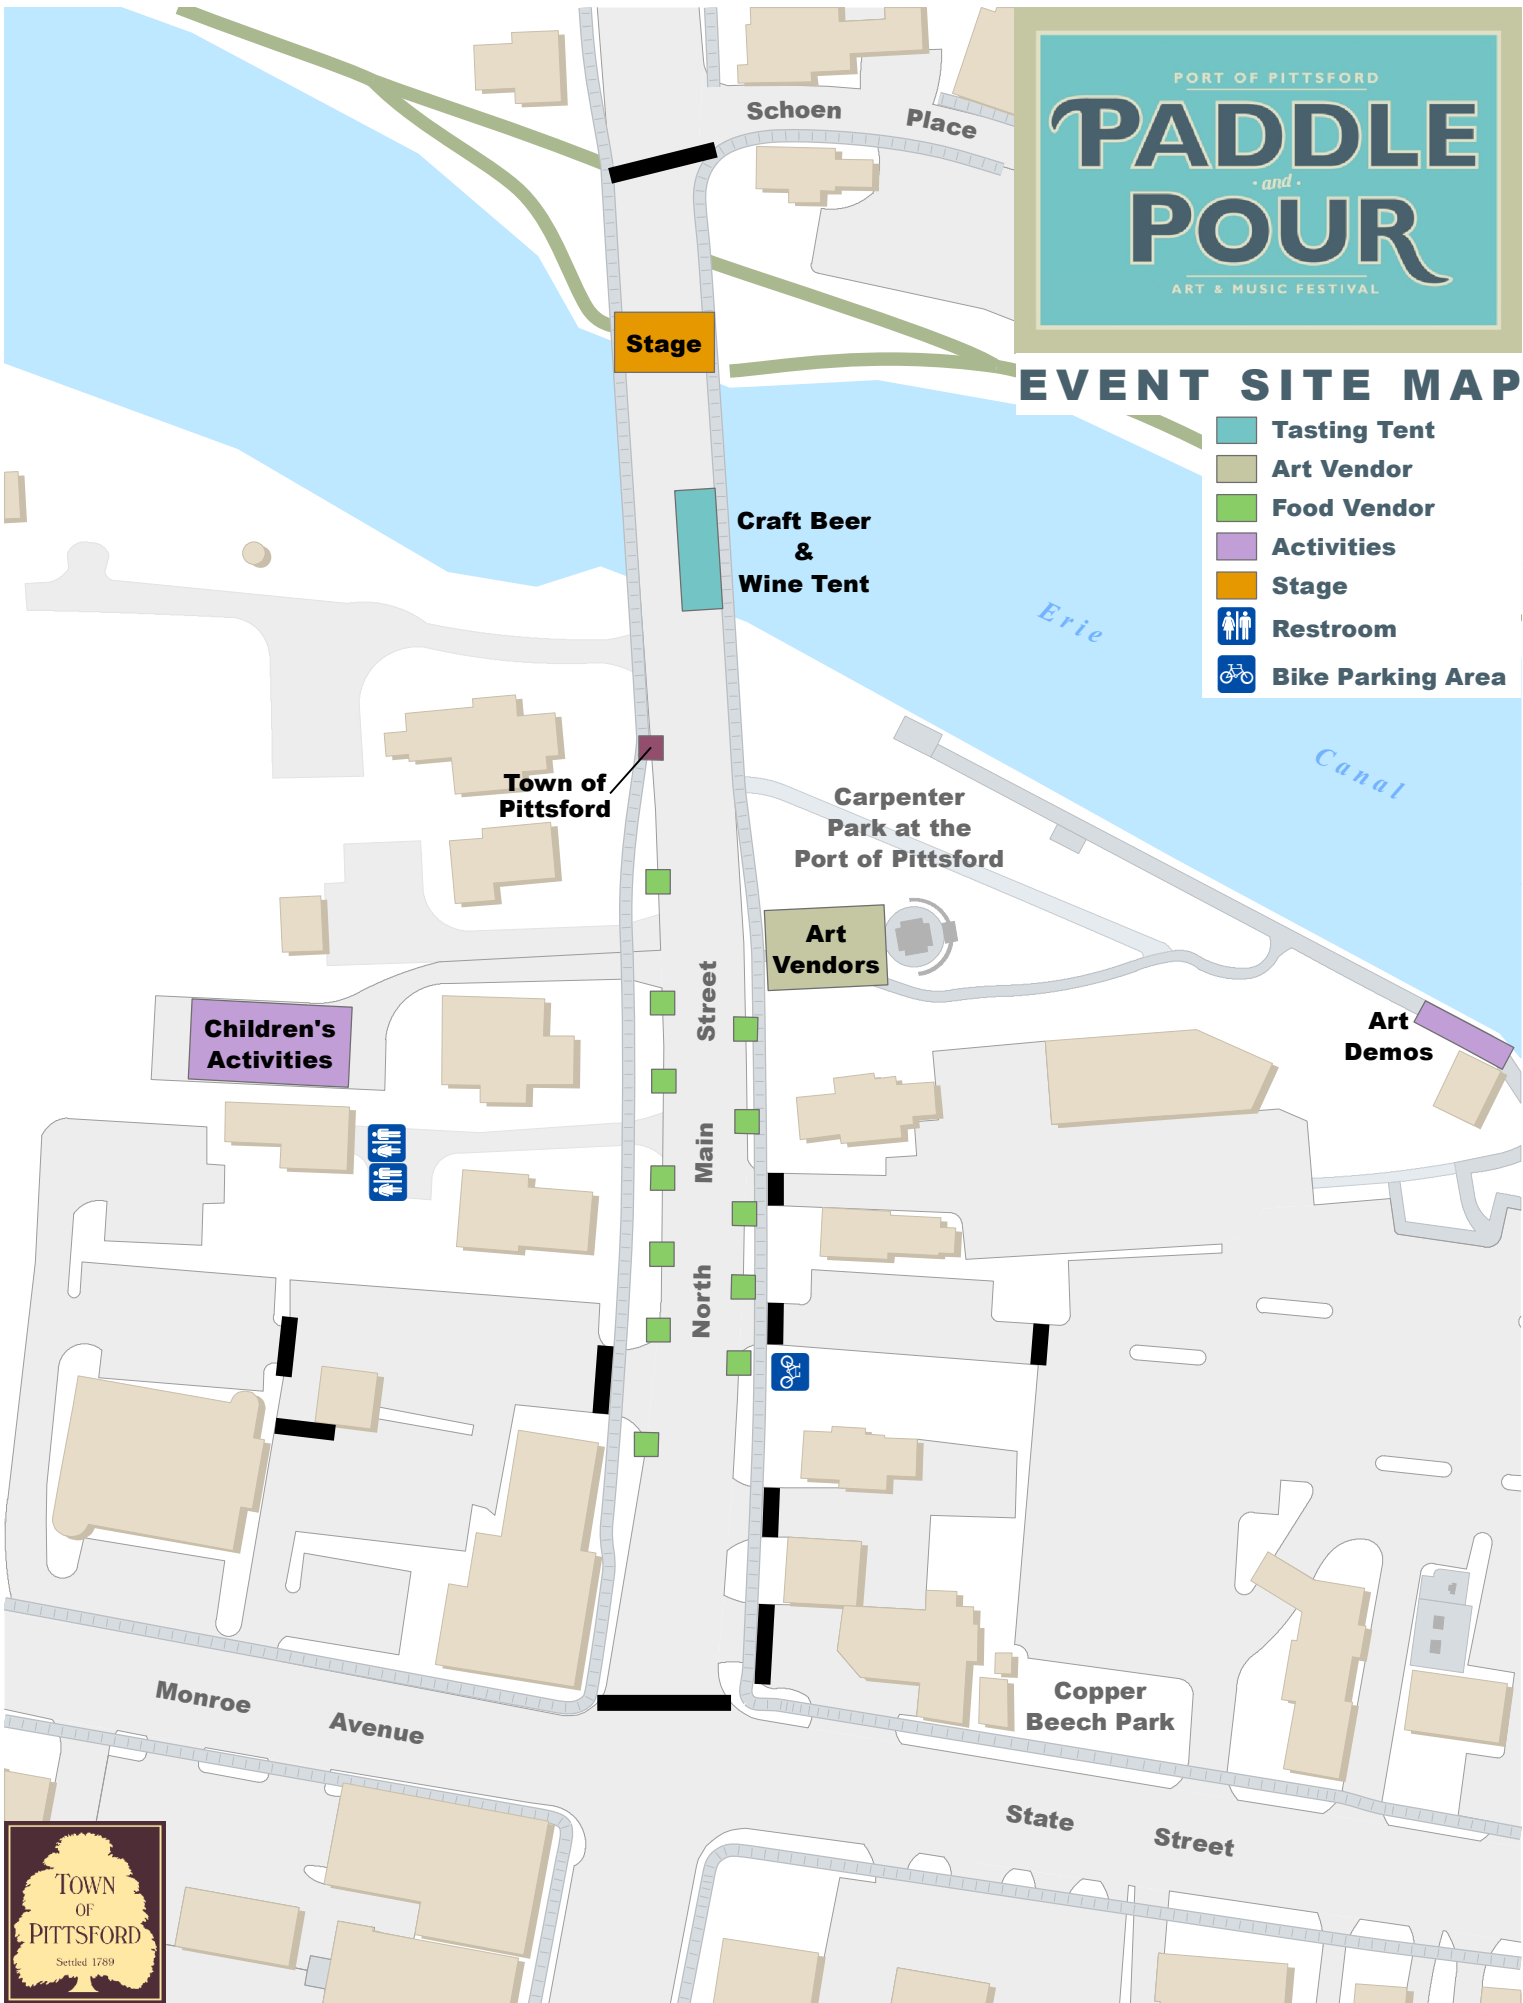 PORT OF PITTSFORD
PADDLE
· and ·
POUR
ART & MUSIC FESTIVAL
EVENT SITE MAP
Tasting Tent
Art Vendor
Food Vendor
Activities
Stage
Restroom
Bike Parking Area
Schoen Place
Stage
Craft Beer
&
Wine Tent
Erie
Canal
Town of
Pittsford
Carpenter
Park at the
Port of Pittsford
Art
Vendors
Children's
Activities
Art
Demos
North Main Street
Copper
Beech Park
Monroe Avenue
State Street
TOWN
OF
PITTSFORD
Settled 1789